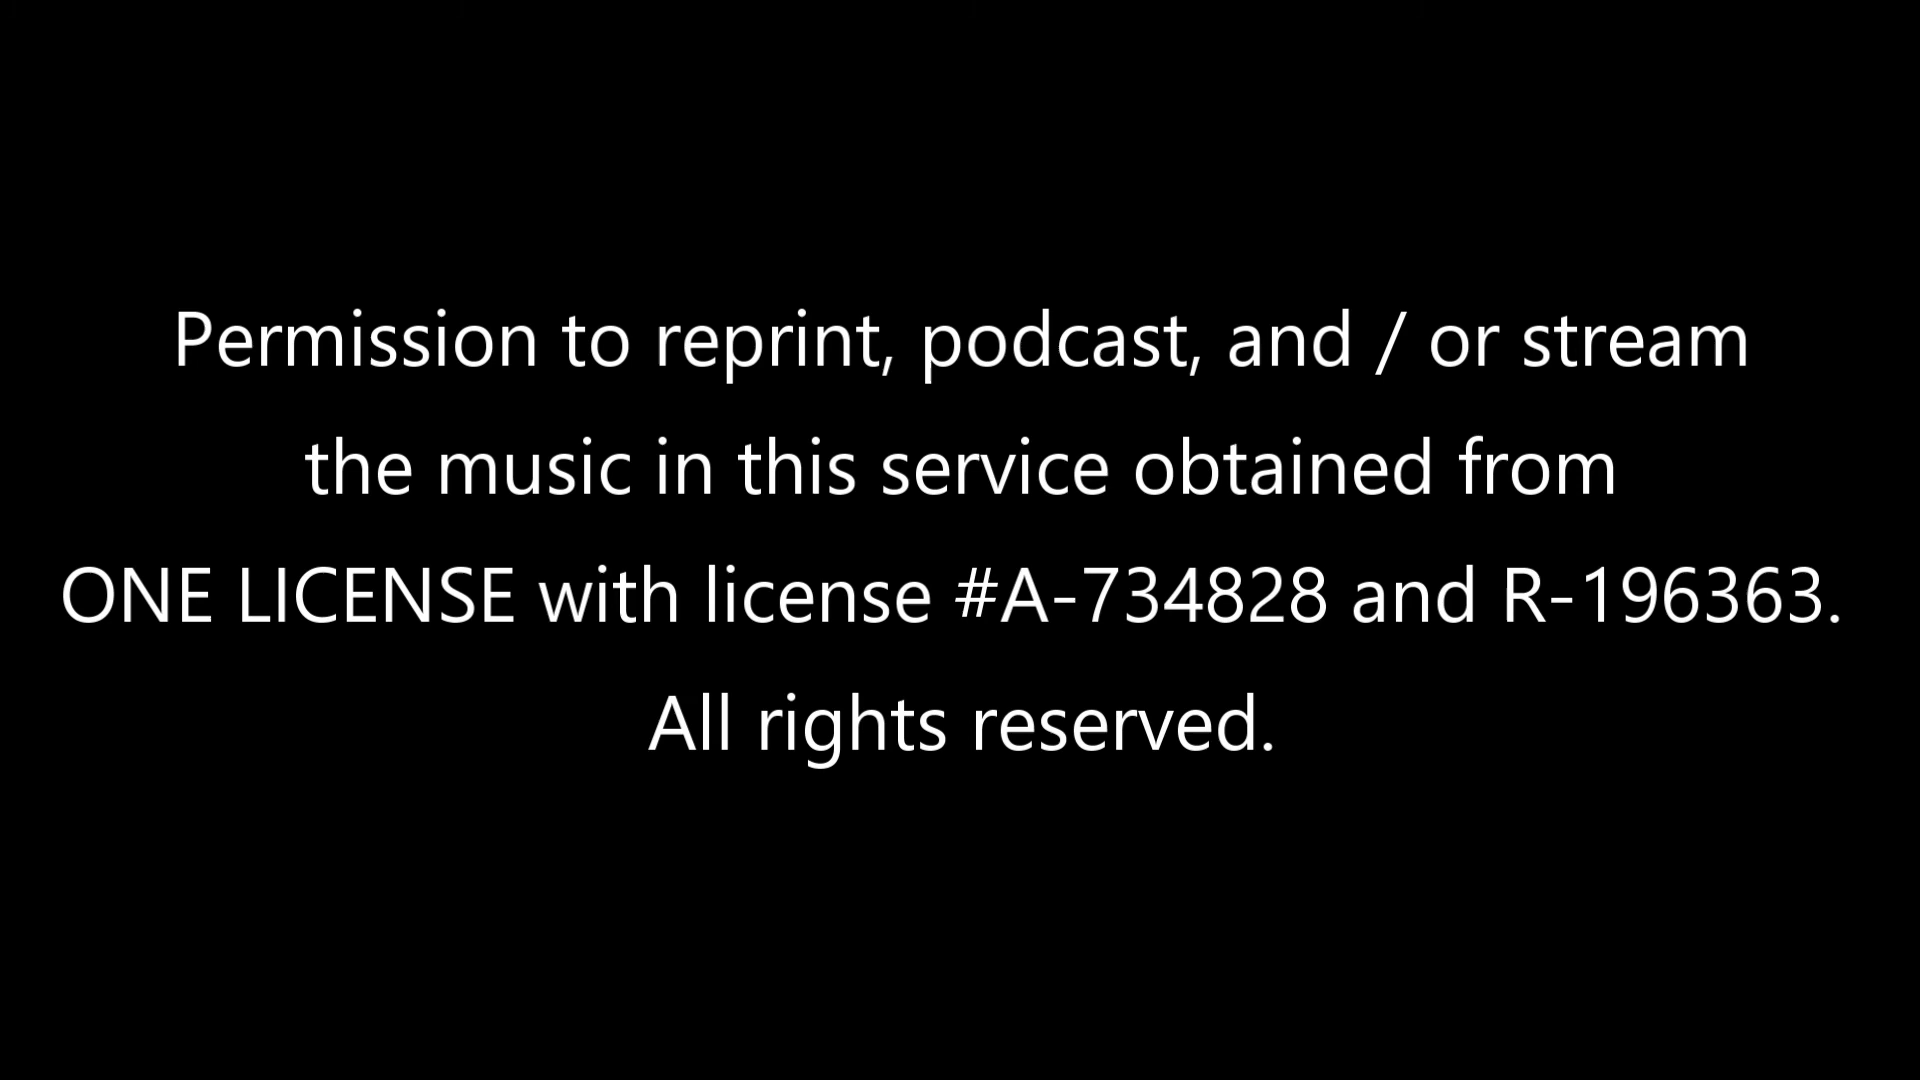 Permission to reprint, podcast, and / or stream
the music in this service obtained from
ONE LICENSE with license #A-734828 and R-196363.
All rights reserved.